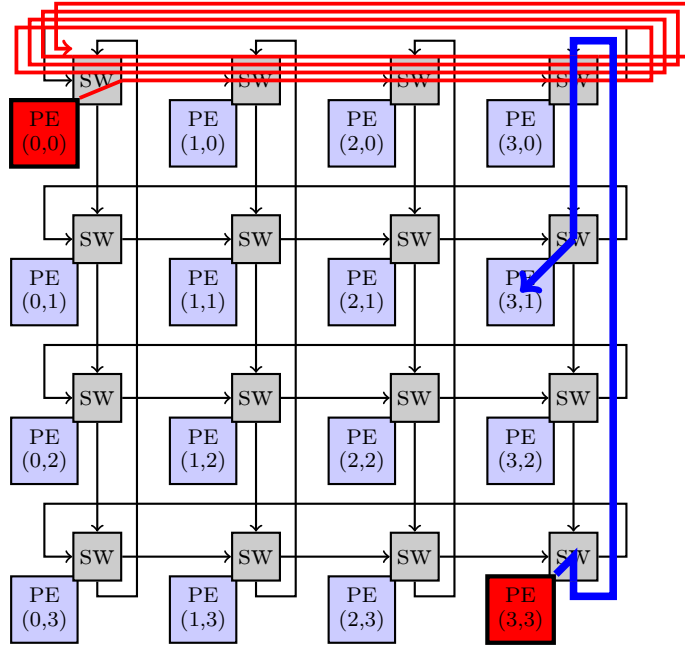 SW SW SW SW
PE PE PE PE
(0,0) (1,0) (2,0) (3,0)
SW SW SW SW
PE PE PE PE
(0,1) (1,1) (2,1) (3,1)
SW SW SW SW
PE PE PE PE
(0,2) (1,2) (2,2) (3,2)
SW SW SW SW
PE PE PE PE
(0,3) (1,3) (2,3) (3,3)